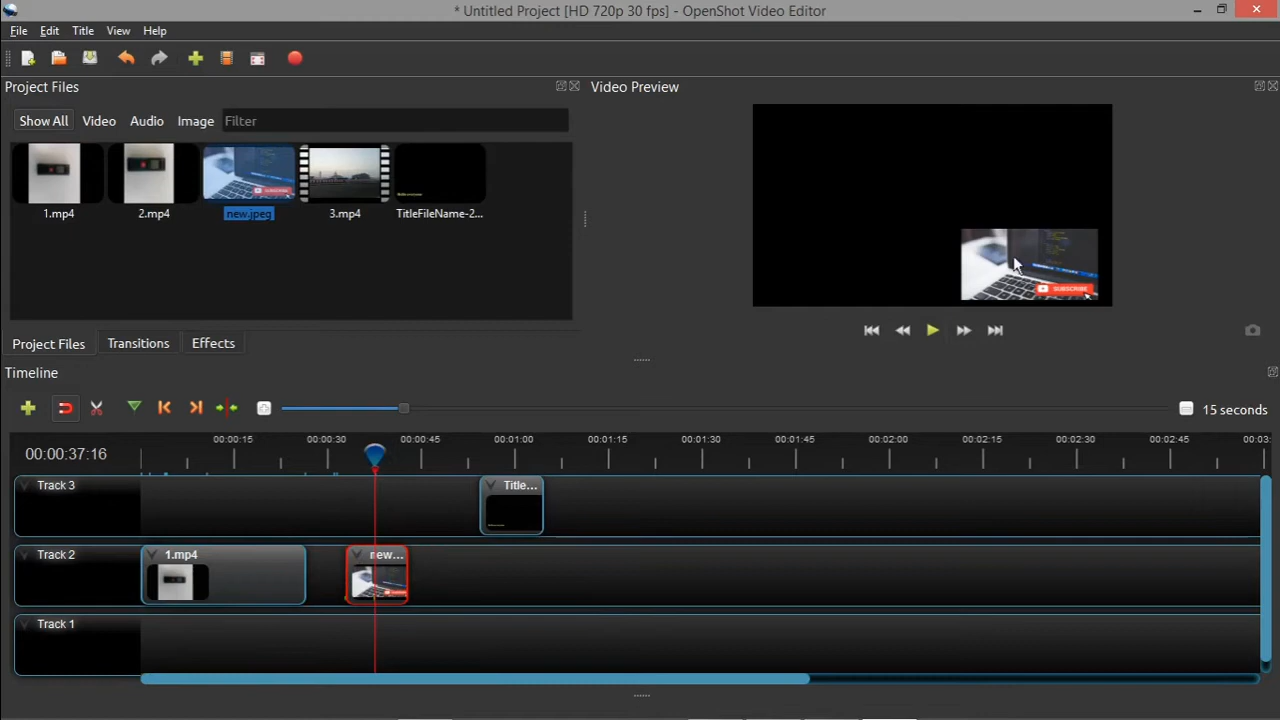 * Untitled Project [HD 720p 30 fps] - OpenShot Video Editor
File Edit Title View Help
Project Files
Video Preview
Show All Video Audio Image Filter
1.mp4 2.mp4 new.jpeg 3.mp4 TitleFileName-2...
SUBSCRIBE
Project Files Transitions Effects
Timeline
15 seconds
00:00:37:16
00:00:15 00:00:30 00:00:45 00:01:00 00:01:15 00:01:30 00:01:45 00:02:00 00:02:15 00:02:30 00:02:45 00:03:
Track 3
Title...
Track 2
1.mp4
new...
Track 1